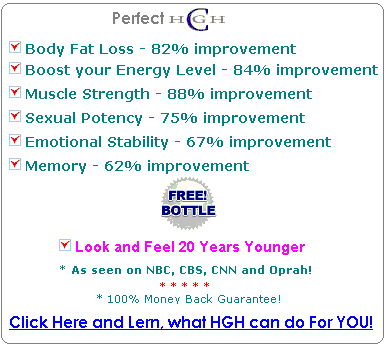 Perfect HGH
Body Fat Loss - 82% improvement
Boost your Energy Level - 84% improvement
Muscle Strength - 88% improvement
Sexual Potency - 75% improvement
Emotional Stability - 67% improvement
Memory - 62% improvement
FREE!
BOTTLE
Look and Feel 20 Years Younger
* As seen on NBC, CBS, CNN and Oprah!
* * * * *
* 100% Money Back Guarantee!
Click Here and Lern, what HGH can do For YOU!